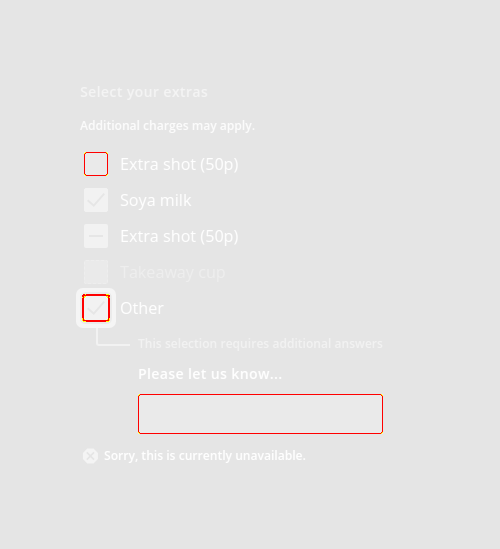 Select your extras
Additional charges may apply.
Extra shot (50p)
Soya milk
Extra shot (50p)
Takeaway cup
Other
This selection requires additional answers
Please let us know...
Sorry, this is currently unavailable.